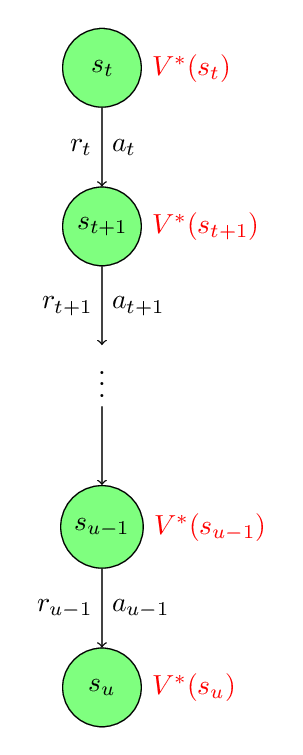 s_t V*(s_t)
r_t a_t
s_{t+1} V*(s_{t+1})
r_{t+1} a_{t+1}
⋮
s_{u−1} V*(s_{u−1})
r_{u−1} a_{u−1}
s_u V*(s_u)